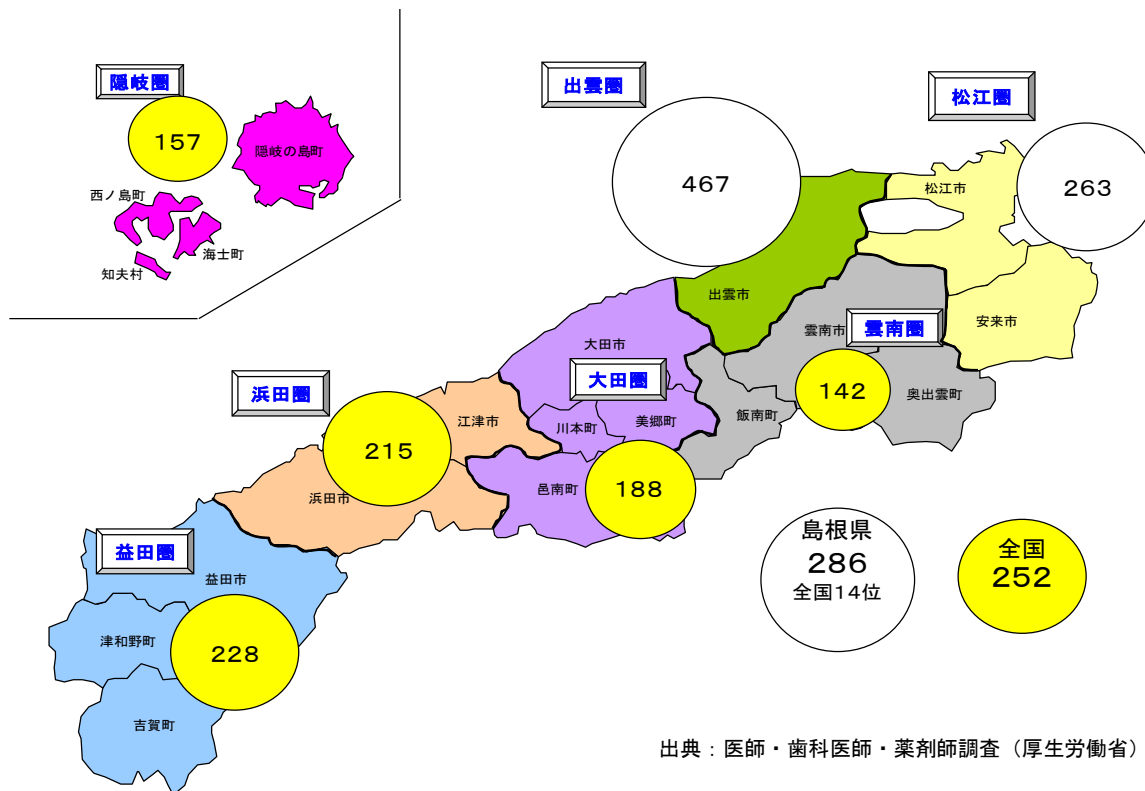 隠岐圏
157
隠岐の島町
西ノ島町
海士町
知夫村
出雲圏
467
出雲市
松江圏
263
松江市
安来市
雲南圏
雲南市
142
奥出雲町
飯南町
大田圏
大田市
川本町
美郷町
邑南町
188
浜田圏
215
江津市
浜田市
益田圏
益田市
津和野町
228
吉賀町
島根県
286
全国14位
全国
252
出典：医師・歯科医師・薬剤師調査（厚生労働省）